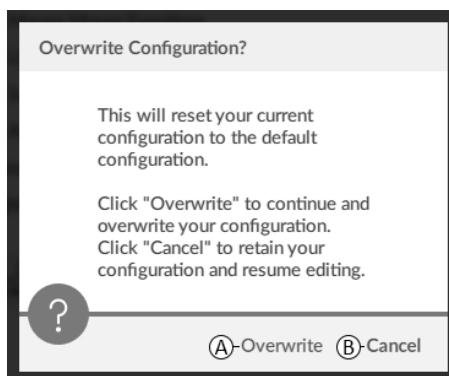 Overwrite Configuration?
This will reset your current
configuration to the default
configuration.
Click "Overwrite" to continue and
overwrite your configuration.
Click "Cancel" to retain your
configuration and resume editing.
?
Ⓐ-Overwrite Ⓑ-Cancel